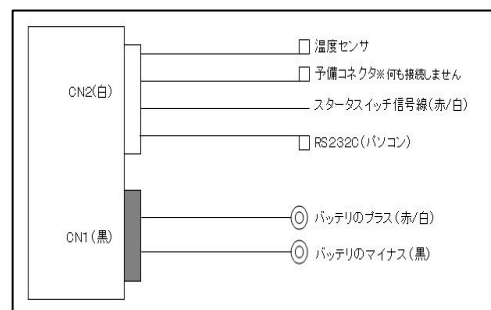 温度センサ
予備コネクタ※何も接続しません
CN2(白)
スタータスイッチ信号線(赤/白)
RS232C(パソコン)
バッテリのプラス(赤/白)
CN1(黒)
バッテリのマイナス(黒)